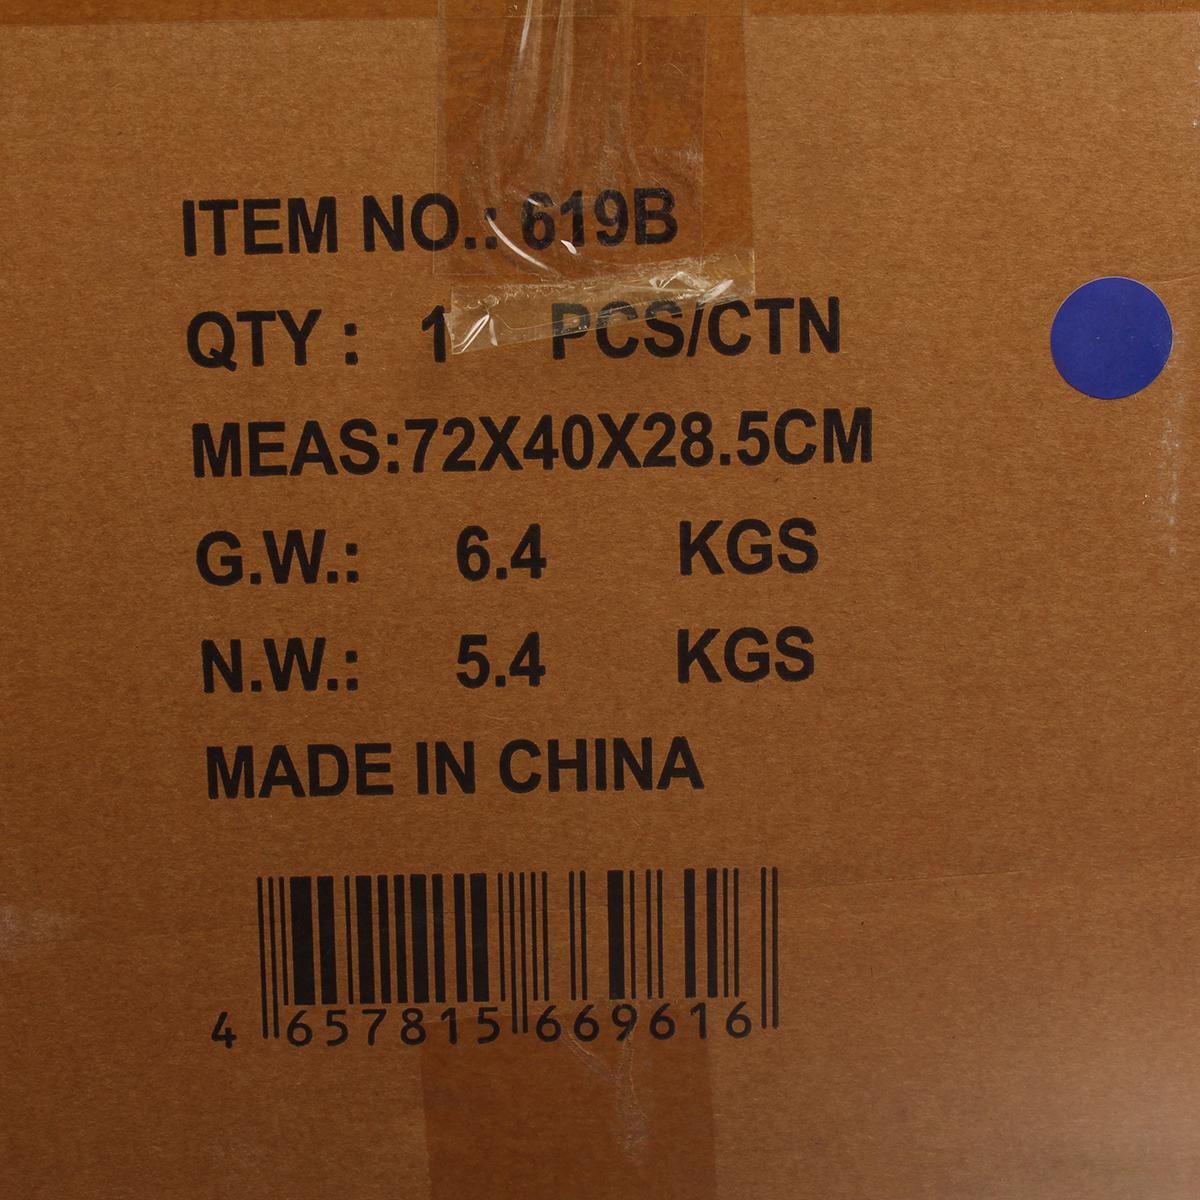 ITEM NO.: 619B
QTY : 1 PCS/CTN
MEAS:72X40X28.5CM
G.W.: 6.4 KGS
N.W.: 5.4 KGS
MADE IN CHINA
4 657815 669616